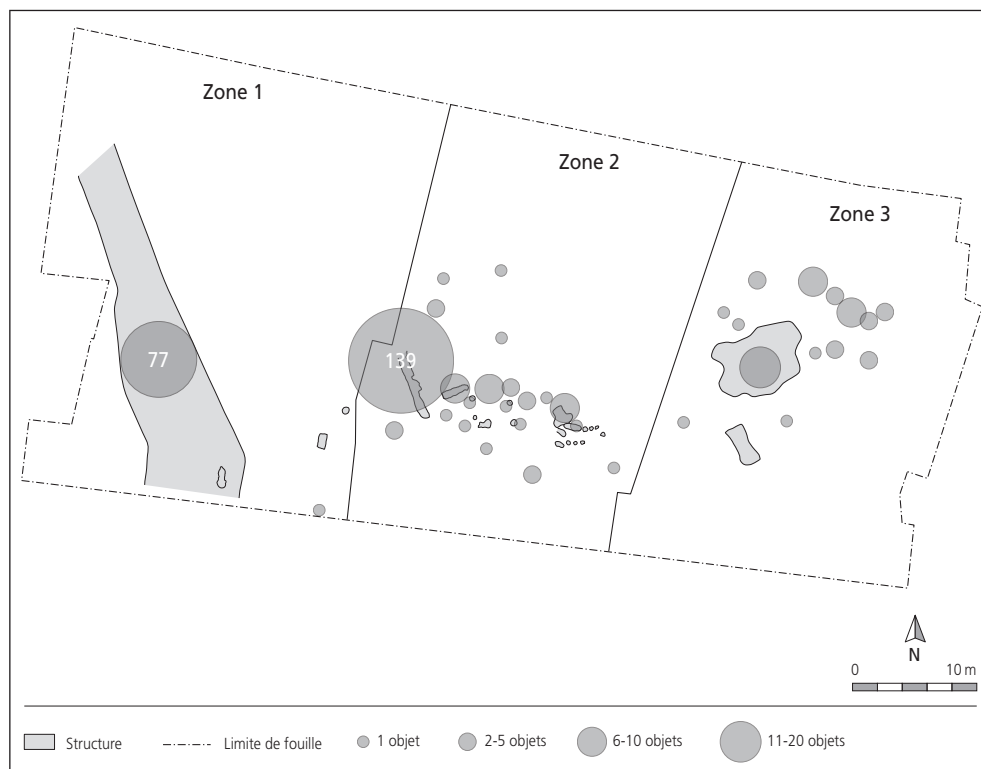 Zone 1
Zone 2
Zone 3
77
139
N
0 10 m
Structure Limite de fouille 1 objet 2-5 objets 6-10 objets 11-20 objets